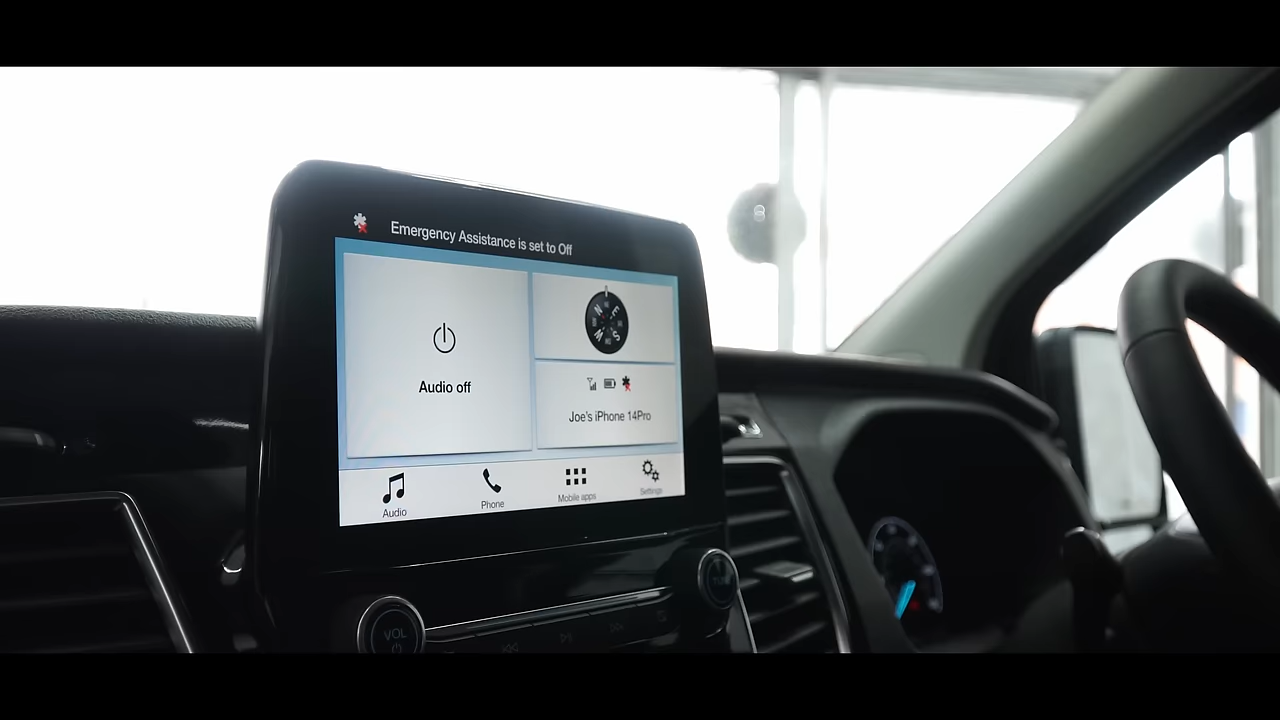 Emergency Assistance is set to Off
Audio off
N
E
S
W
Joe's iPhone 14Pro
Audio
Phone
Mobile apps
Settings
VOL